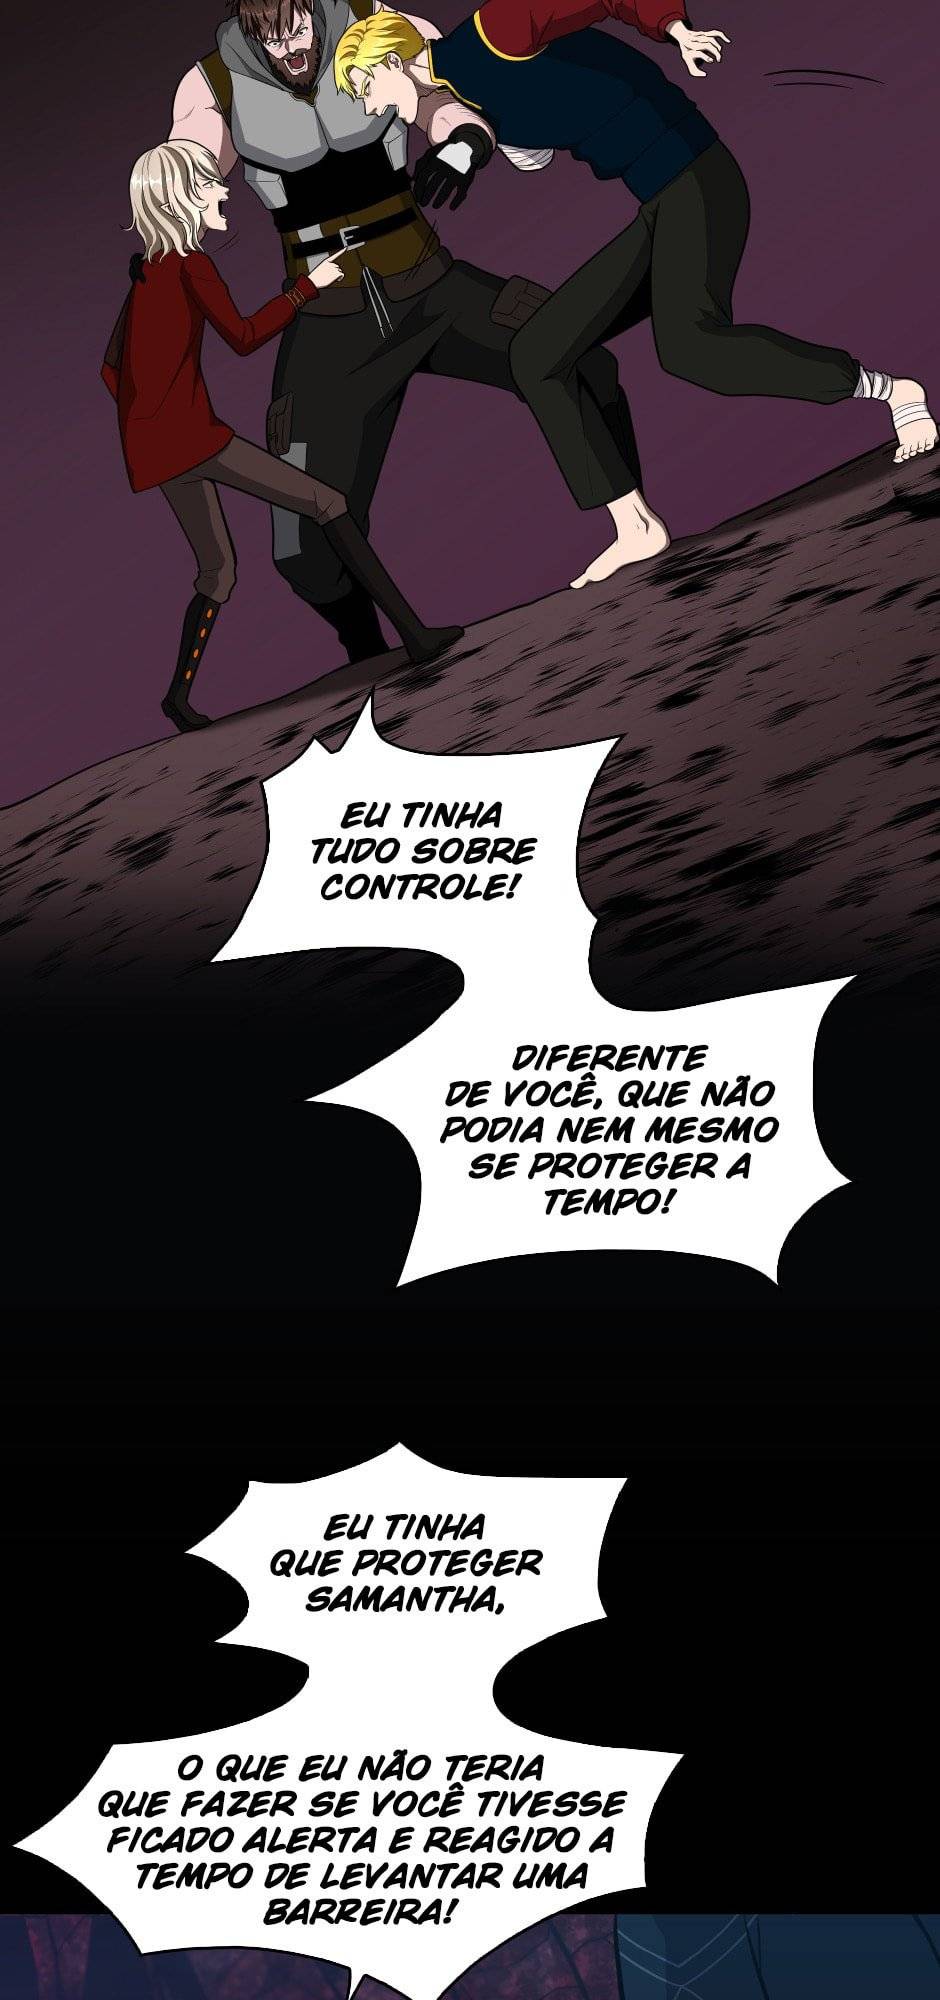 EU TINHA
TUDO SOBRE
CONTROLE!
DIFERENTE
DE VOCÊ, QUE NÃO
PODIA NEM MESMO
SE PROTEGER A
TEMPO!
EU TINHA
QUE PROTEGER
SAMANTHA,
O QUE EU NÃO TERIA
QUE FAZER SE VOCÊ TIVESSE
FICADO ALERTA E REAGIDO A
TEMPO DE LEVANTAR UMA
BARREIRA!